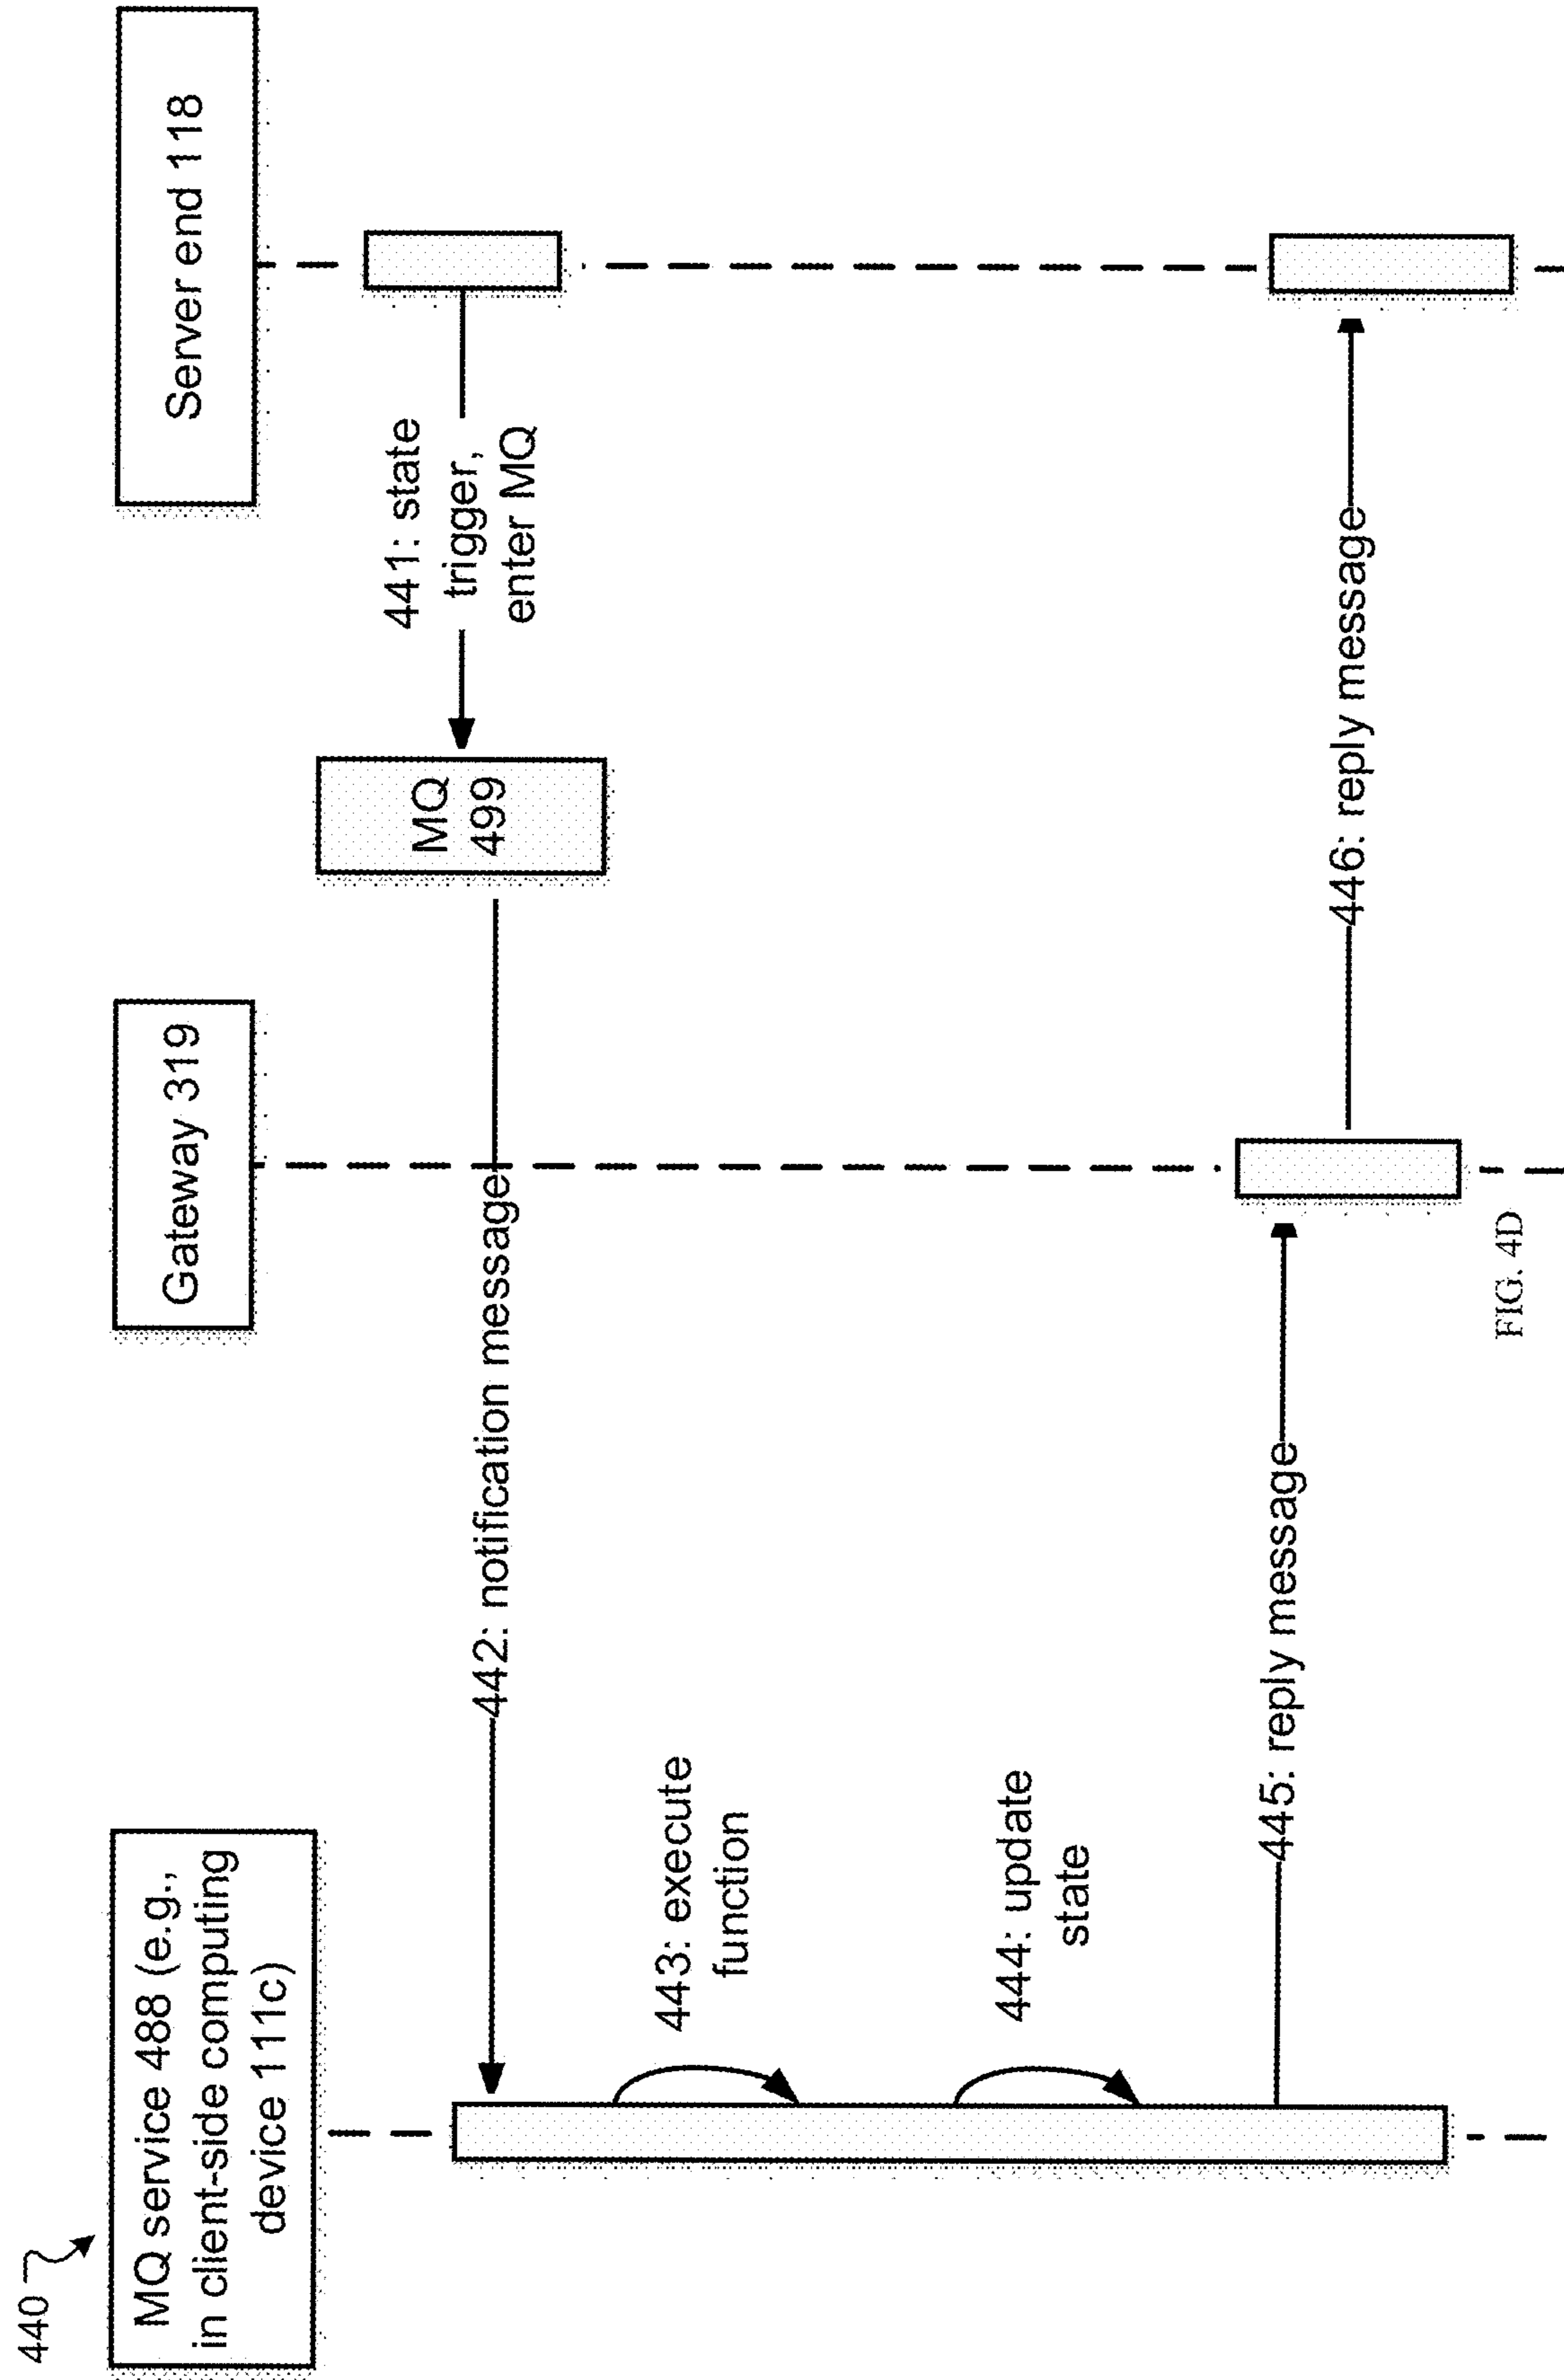 440
MQ service 488 (e.g.,
in client-side computing
device 111c)
Gateway 319
Server end 118
441: state
trigger,
enter MQ
MQ
499
442: notification message
443: execute
function
444: update
state
445: reply message
446: reply message
FIG. 4D